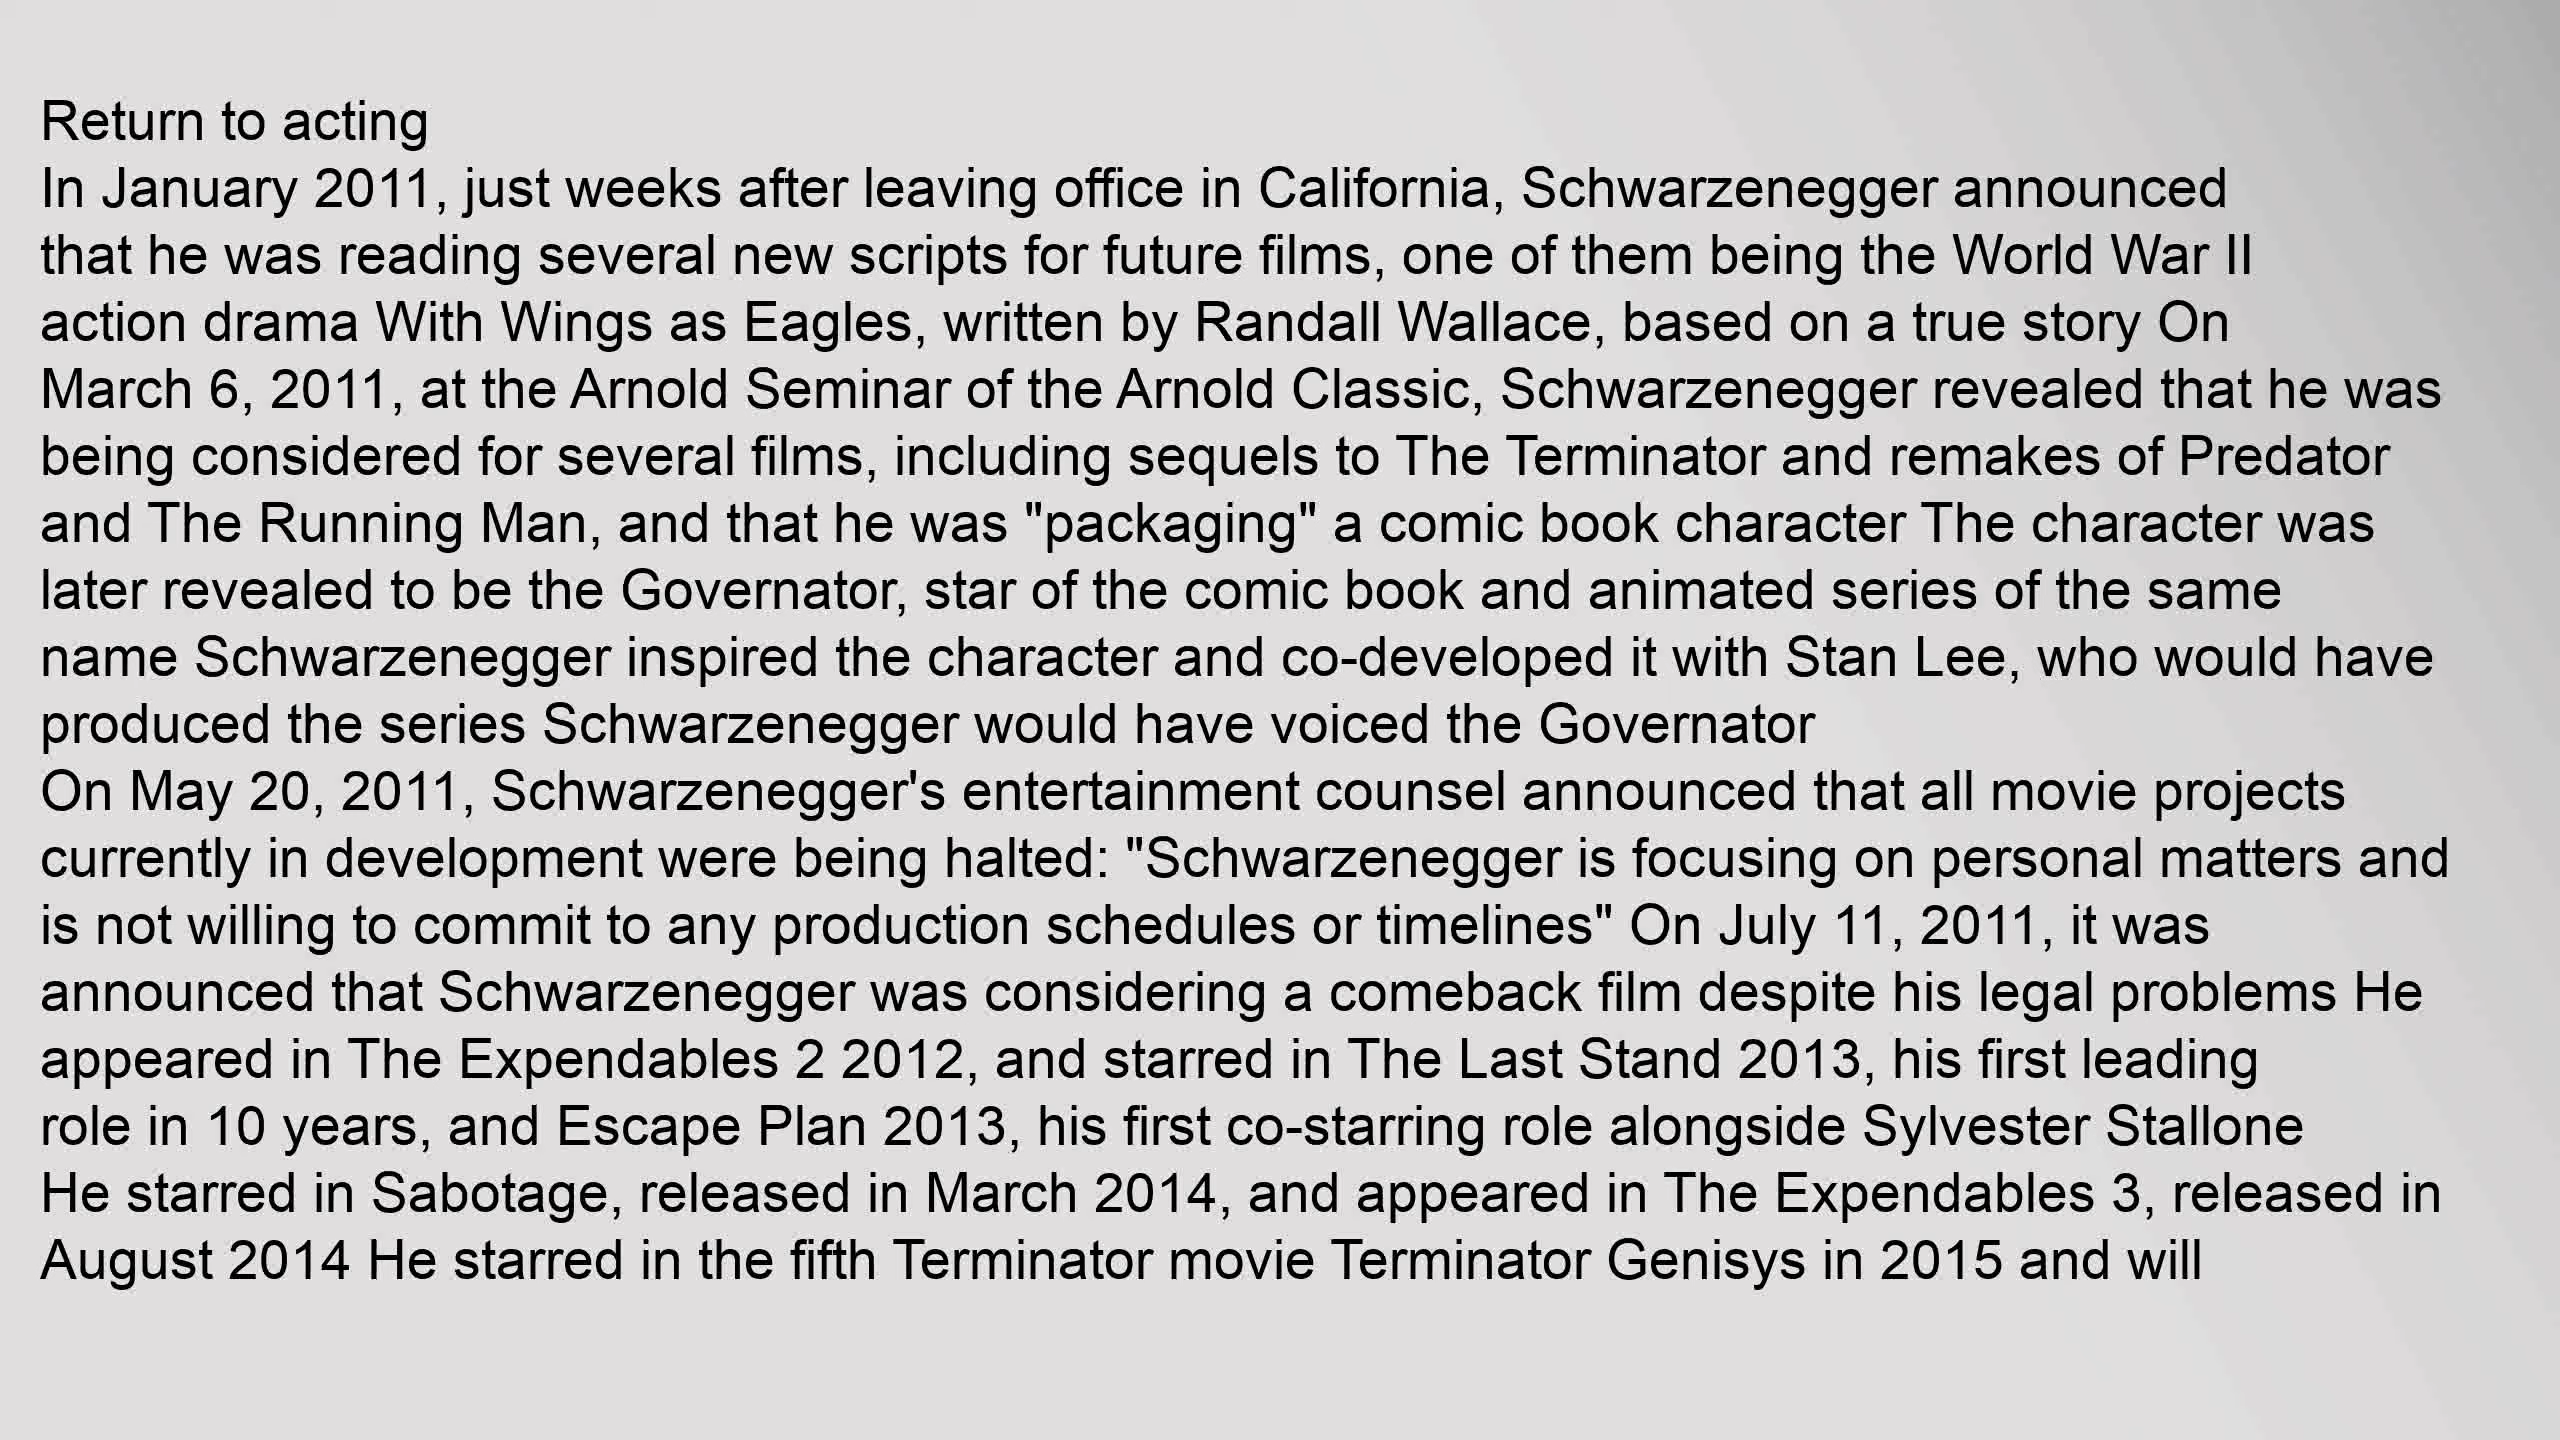 Return to acting
In January 2011, just weeks after leaving office in California, Schwarzenegger announced
that he was reading several new scripts for future films, one of them being the World War II
action drama With Wings as Eagles, written by Randall Wallace, based on a true story On
March 6, 2011, at the Arnold Seminar of the Arnold Classic, Schwarzenegger revealed that he was
being considered for several films, including sequels to The Terminator and remakes of Predator
and The Running Man, and that he was "packaging" a comic book character The character was
later revealed to be the Governator, star of the comic book and animated series of the same
name Schwarzenegger inspired the character and co-developed it with Stan Lee, who would have
produced the series Schwarzenegger would have voiced the Governator
On May 20, 2011, Schwarzenegger's entertainment counsel announced that all movie projects
currently in development were being halted: "Schwarzenegger is focusing on personal matters and
is not willing to commit to any production schedules or timelines" On July 11, 2011, it was
announced that Schwarzenegger was considering a comeback film despite his legal problems He
appeared in The Expendables 2 2012, and starred in The Last Stand 2013, his first leading
role in 10 years, and Escape Plan 2013, his first co-starring role alongside Sylvester Stallone
He starred in Sabotage, released in March 2014, and appeared in The Expendables 3, released in
August 2014 He starred in the fifth Terminator movie Terminator Genisys in 2015 and will